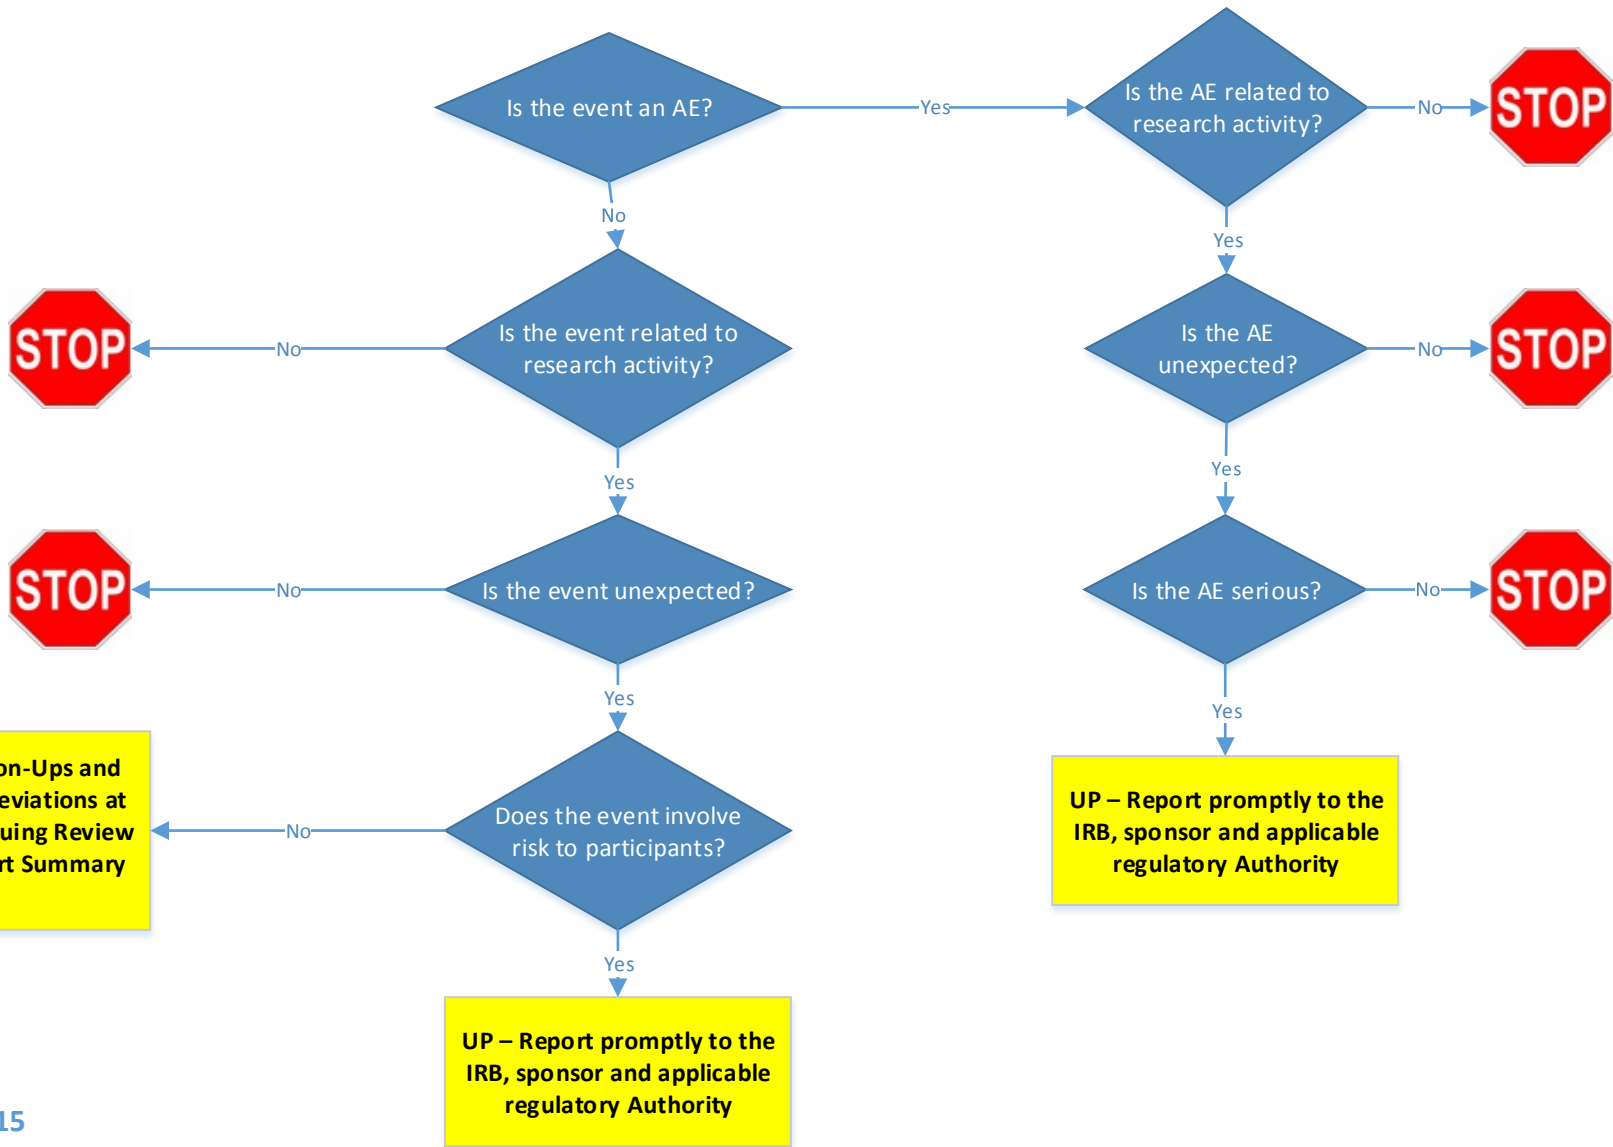 Is the event an AE?
Yes
Is the AE related to
research activity?
No
STOP
No
Yes
STOP
No
Is the event related to
research activity?
Is the AE
unexpected?
No
STOP
Yes
Yes
STOP
No
Is the event unexpected?
Is the AE serious?
No
STOP
Yes
Yes
on-Ups and
eviations at
uing Review
rt Summary
No
Does the event involve
risk to participants?
UP – Report promptly to the
IRB, sponsor and applicable
regulatory Authority
Yes
UP – Report promptly to the
IRB, sponsor and applicable
regulatory Authority
15